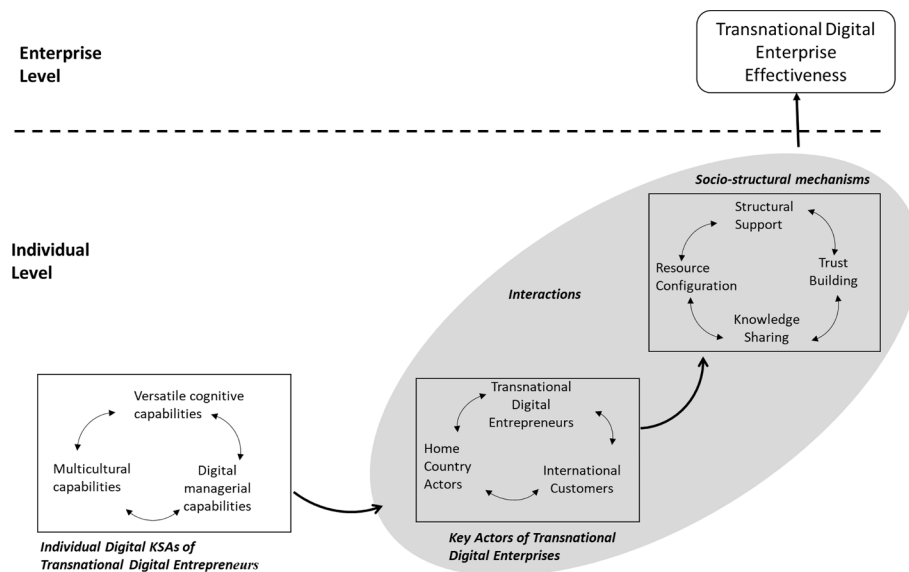 Enterprise
Level
Transnational Digital
Enterprise
Effectiveness
Individual
Level
Socio-structural mechanisms
Structural
Support
Resource
Configuration
Trust
Building
Knowledge
Sharing
Interactions
Versatile cognitive
capabilities
Multicultural
capabilities
Digital
managerial
capabilities
Individual Digital KSAs of
Transnational Digital Entrepreneurs
Transnational
Digital
Entrepreneurs
Home
Country
Actors
International
Customers
Key Actors of Transnational
Digital Enterprises